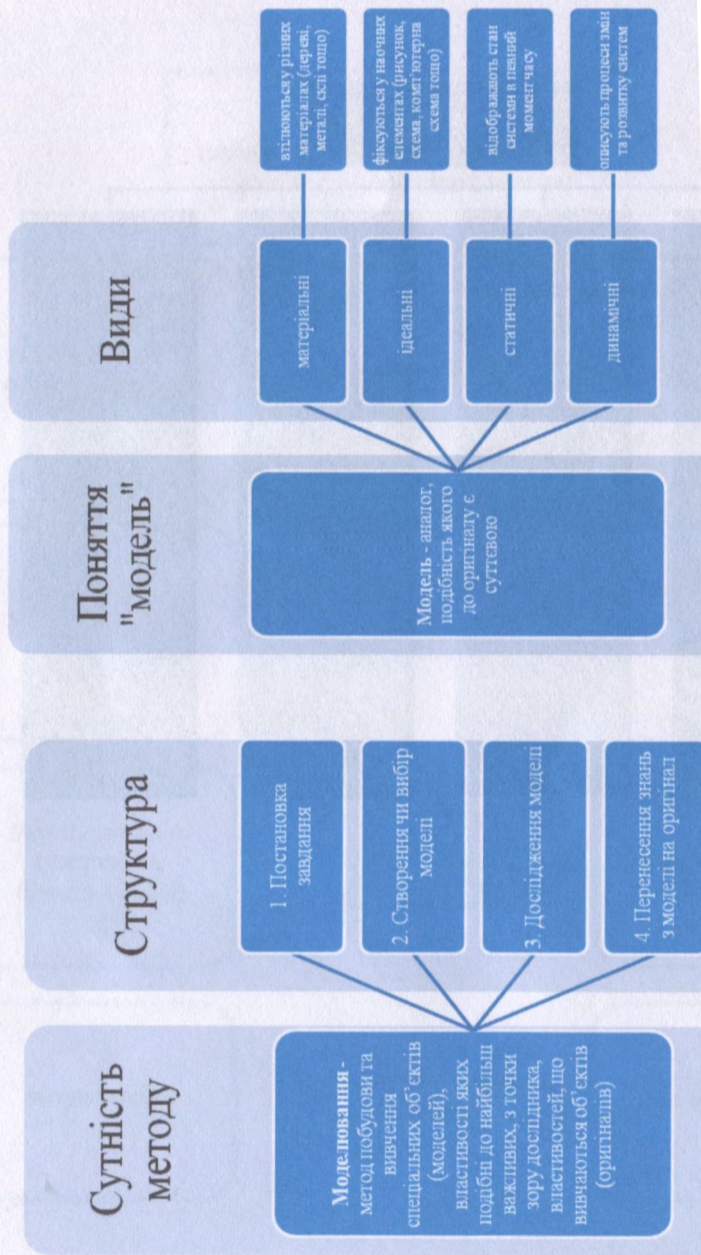 Сутність
методу
Моделювання -
метод побудови та
вивчення
спеціальних об`єктів
(моделей),
властивості яких
подібні до найбільш
важливих, з точки
зору дослідника,
властивостей, що
вивчаються об`єктів
(оригіналів)
Структура
1. Постановка
завдання
2. Створення чи вибір
моделі
3. Дослідження моделі
4. Перенесення знань
з моделі на оригінал
Поняття
"модель"
Модель - аналог,
подібність якого
до оригіналу є
суттєвою
Види
матеріальні
ідеальні
статичні
динамічні
втілюються у різних
матеріалах (дереві,
металі, склі тощо)
фіксуються у наочних
елементах (рисунок,
схема, комп`ютерна
схема тощо)
відображають стан
системи в певний
момент часу
описують процеси змін
та розвитку систем